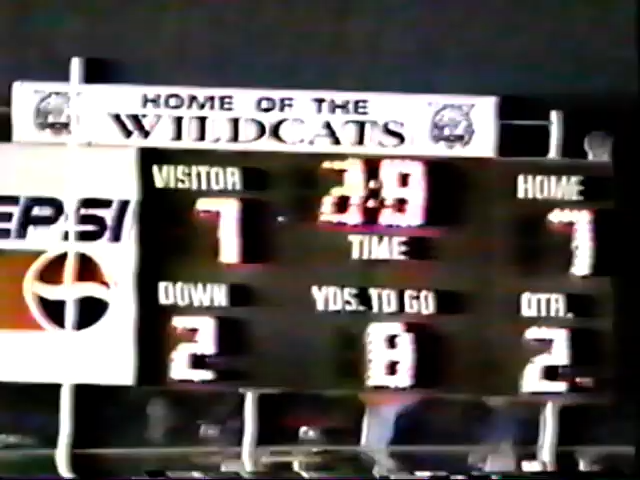 HOME OF THE
WILDCATS
EPSI
VISITOR
HOME
7
7
TIME
DOWN
YDS. TO GO
QTR.
2
8
2